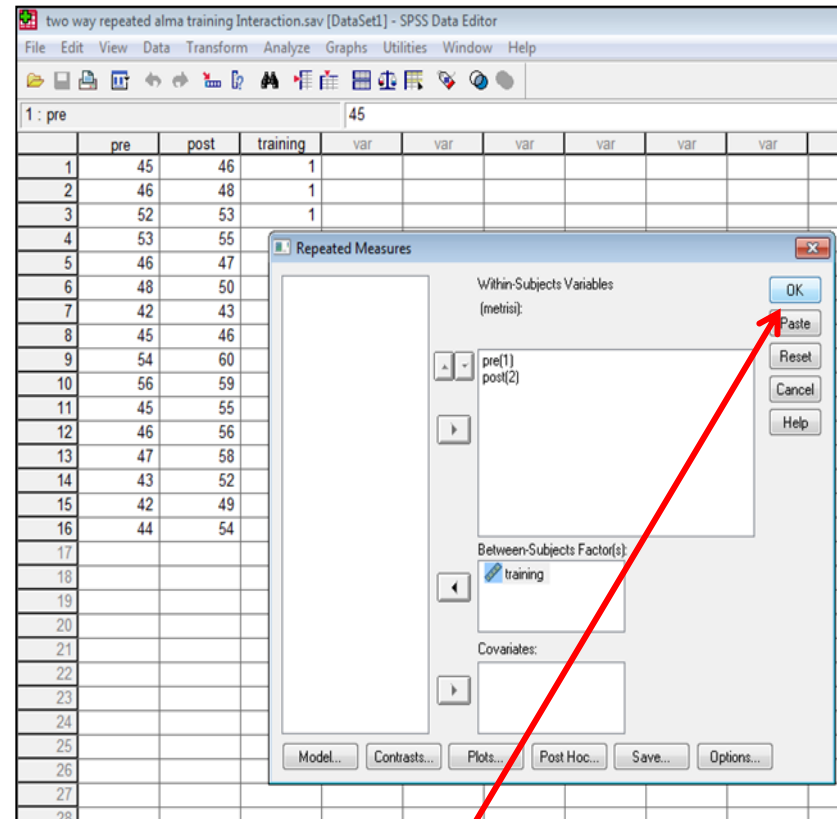 two way repeated alma training Interaction.sav [DataSet1] - SPSS Data Editor
File Edit View Data Transform Analyze Graphs Utilities Window Help
1 : pre 45
pre post training var var var var var var
1 45 46 1
2 46 48 1
3 52 53 1
4 53 55
5 46 47
6 48 50
7 42 43
8 45 46
9 54 60
10 56 59
11 45 55
12 46 56
13 47 58
14 43 52
15 42 49
16 44 54
17
18
19
20
21
22
23
24
25
26
27
28
Repeated Measures
Within-Subjects Variables
(metrisi):
pre(1)
post(2)
OK
Paste
Reset
Cancel
Help
Between-Subjects Factor(s):
training
Covariates:
Model... Contrasts... Plots... Post Hoc... Save... Options...